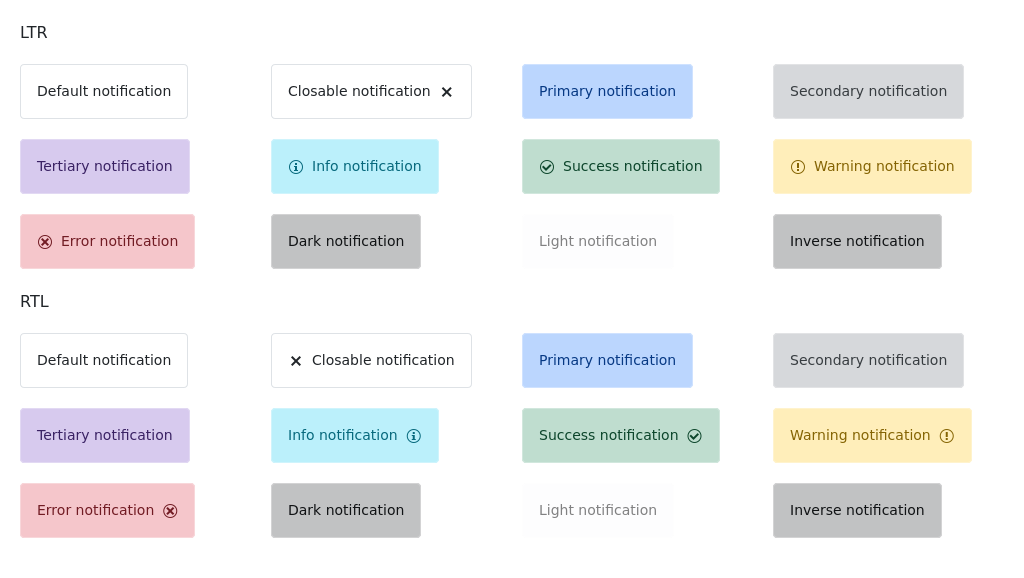 LTR
Default notification
Closable notification
Primary notification
Secondary notification
Tertiary notification
Info notification
Success notification
Warning notification
Error notification
Dark notification
Light notification
Inverse notification
RTL
Default notification
Closable notification
Primary notification
Secondary notification
Tertiary notification
Info notification
Success notification
Warning notification
Error notification
Dark notification
Light notification
Inverse notification